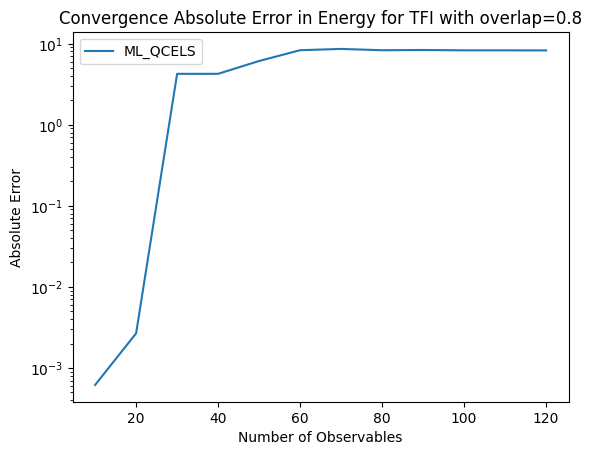 Convergence Absolute Error in Energy for TFI with overlap=0.8
ML_QCELS
10^1
10^0
10^-1
10^-2
10^-3
Absolute Error
20 40 60 80 100 120
Number of Observables